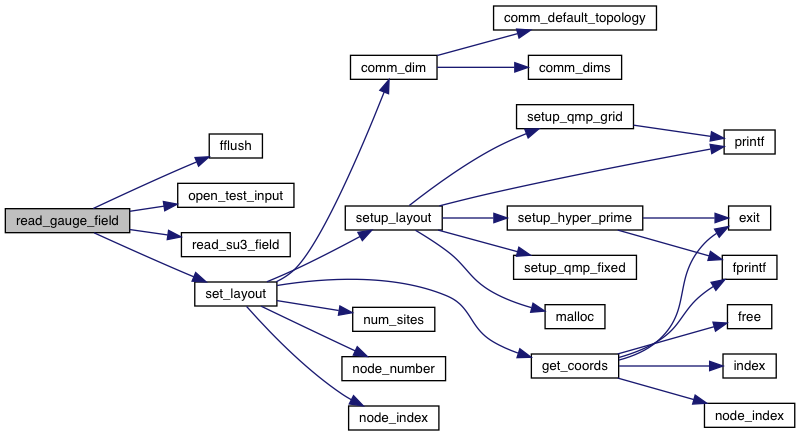 comm_default_topology
comm_dim
comm_dims
setup_qmp_grid
printf
fflush
open_test_input
read_gauge_field
setup_layout
setup_hyper_prime
exit
read_su3_field
setup_qmp_fixed
fprintf
set_layout
num_sites
malloc
free
node_number
get_coords
index
node_index
node_index